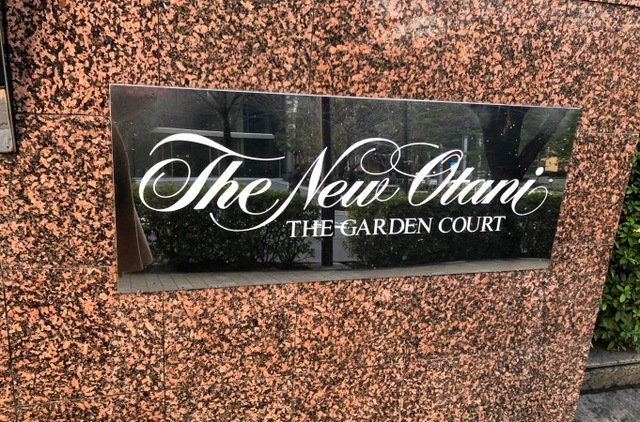 The New Otani
THE GARDEN COURT